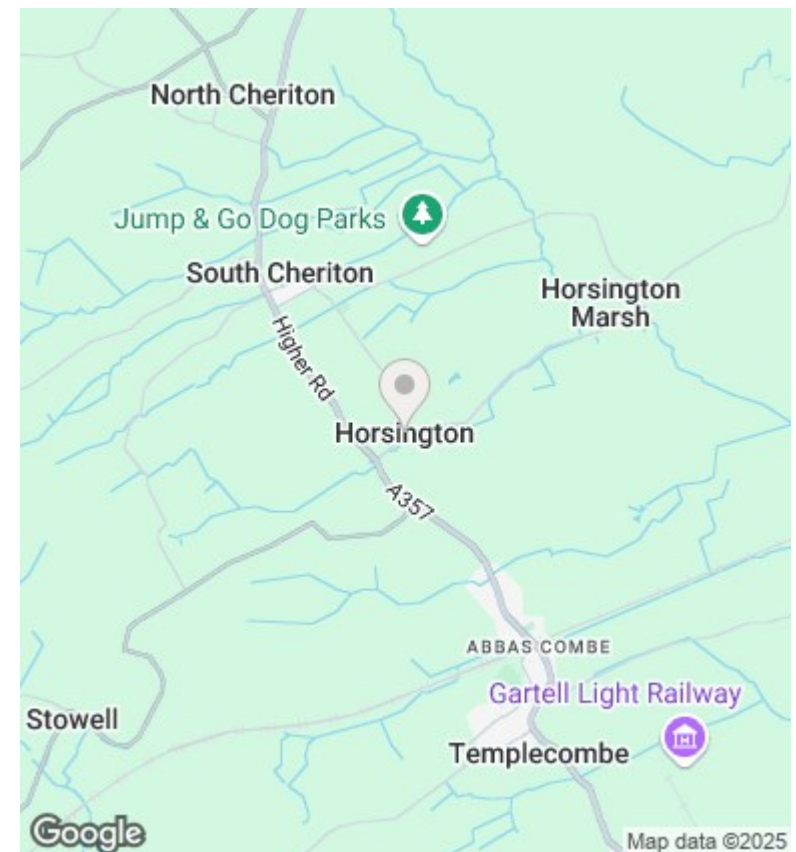 North Cheriton
Jump & Go Dog Parks
South Cheriton
Horsington
Marsh
Higher Rd
Horsington
A357
ABBAS COMBE
Gartell Light Railway
Stowell
Templecombe
Google
Map data ©2025